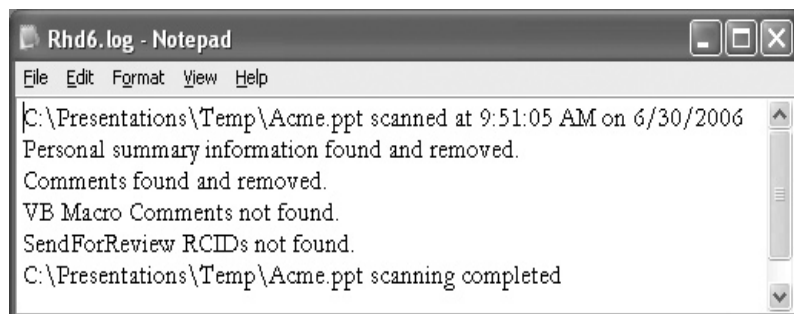 Rhd6.log - Notepad
File Edit Format View Help
C:\Presentations\Temp\Acme.ppt scanned at 9:51:05 AM on 6/30/2006
Personal summary information found and removed.
Comments found and removed.
VB Macro Comments not found.
SendForReview RCIDs not found.
C:\Presentations\Temp\Acme.ppt scanning completed